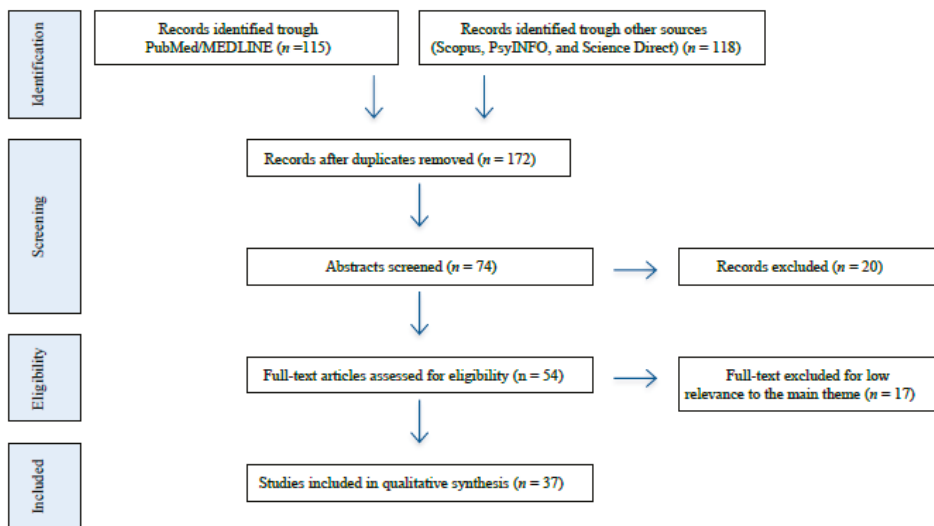 Identification
Records identified trough
PubMed/MEDLINE (n =115)
Records identified trough other sources
(Scopus, PsyINFO, and Science Direct) (n = 118)
Screening
Records after duplicates removed (n = 172)
Abstracts screened (n = 74)
Records excluded (n = 20)
Eligibility
Full-text articles assessed for eligibility (n = 54)
Full-text excluded for low
relevance to the main theme (n = 17)
Included
Studies included in qualitative synthesis (n = 37)